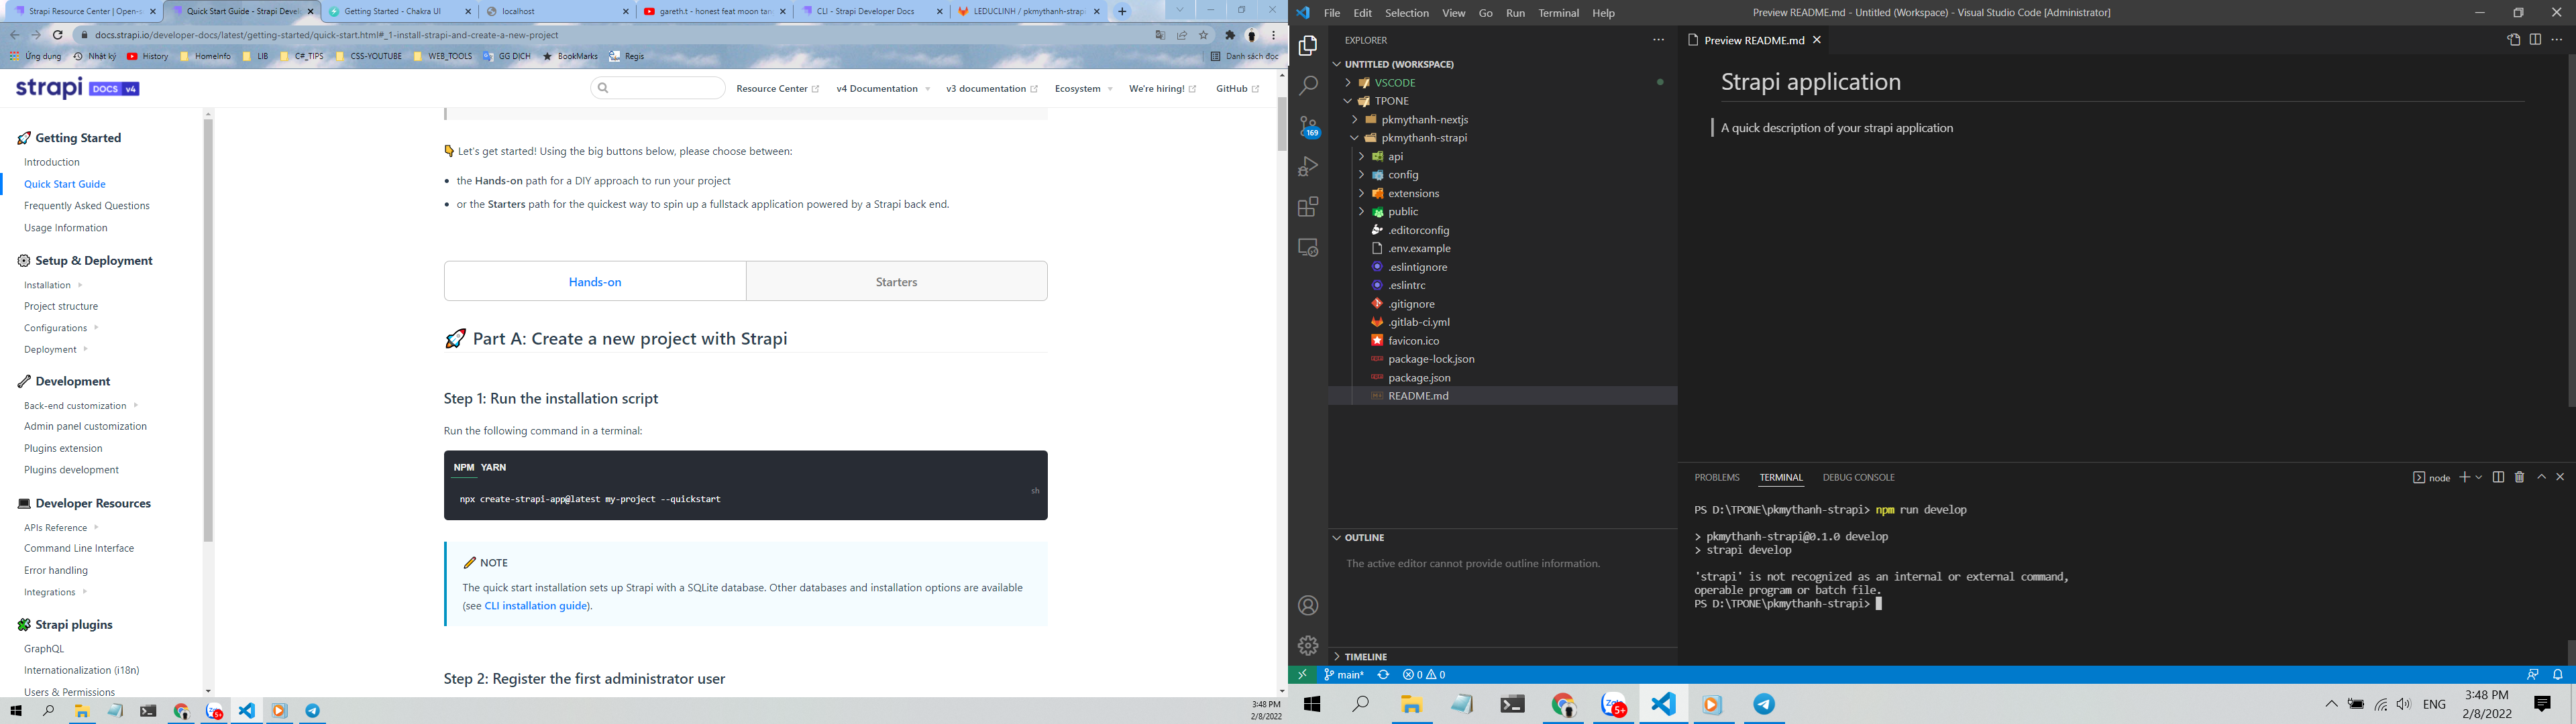 Strapi Resource Center | Open-s
Quick Start Guide - Strapi Develo
Getting Started - Chakra UI
localhost
gareth.t - honest feat moon tan
CLI - Strapi Developer Docs
LEDUCLINH / pkmythanh-strapi
docs.strapi.io/developer-docs/latest/getting-started/quick-start.html#_1-install-strapi-and-create-a-new-project
Ứng dụng
Nhật ký
History
HomeInfo
LIB
C#_TIPS
CSS-YOUTUBE
WEB_TOOLS
GG DỊCH
BookMarks
Regis
Danh sách đọc
strapi DOCS v4
Resource Center
v4 Documentation
v3 documentation
Ecosystem
We're hiring!
GitHub
Getting Started
Introduction
Quick Start Guide
Frequently Asked Questions
Usage Information
Setup & Deployment
Installation
Project structure
Configurations
Deployment
Development
Back-end customization
Admin panel customization
Plugins extension
Plugins development
Developer Resources
APIs Reference
Command Line Interface
Error handling
Integrations
Strapi plugins
GraphQL
Internationalization (i18n)
Users & Permissions
👇 Let's get started! Using the big buttons below, please choose between:
• the Hands-on path for a DIY approach to run your project
• or the Starters path for the quickest way to spin up a fullstack application powered by a Strapi back end.
Hands-on
Starters
🚀 Part A: Create a new project with Strapi
Step 1: Run the installation script
Run the following command in a terminal:
NPM YARN
sh
npx create-strapi-app@latest my-project --quickstart
NOTE
The quick start installation sets up Strapi with a SQLite database. Other databases and installation options are available
(see CLI installation guide).
Step 2: Register the first administrator user
5+
3:48 PM
2/8/2022
File Edit Selection View Go Run Terminal Help
Preview README.md - Untitled (Workspace) - Visual Studio Code [Administrator]
EXPLORER
169
UNTITLED (WORKSPACE)
VSCODE
TPONE
pkmythanh-nextjs
pkmythanh-strapi
api
config
extensions
public
.editorconfig
.env.example
.eslintignore
.eslintrc
.gitignore
.gitlab-ci.yml
favicon.ico
package-lock.json
package.json
README.md
OUTLINE
The active editor cannot provide outline information.
TIMELINE
Preview README.md
Strapi application
A quick description of your strapi application
PROBLEMS TERMINAL DEBUG CONSOLE
node
PS D:\TPONE\pkmythanh-strapi> npm run develop
> pkmythanh-strapi@0.1.0 develop
> strapi develop
'strapi' is not recognized as an internal or external command,
operable program or batch file.
PS D:\TPONE\pkmythanh-strapi>
main* 0 0
5+
ENG
3:48 PM
2/8/2022